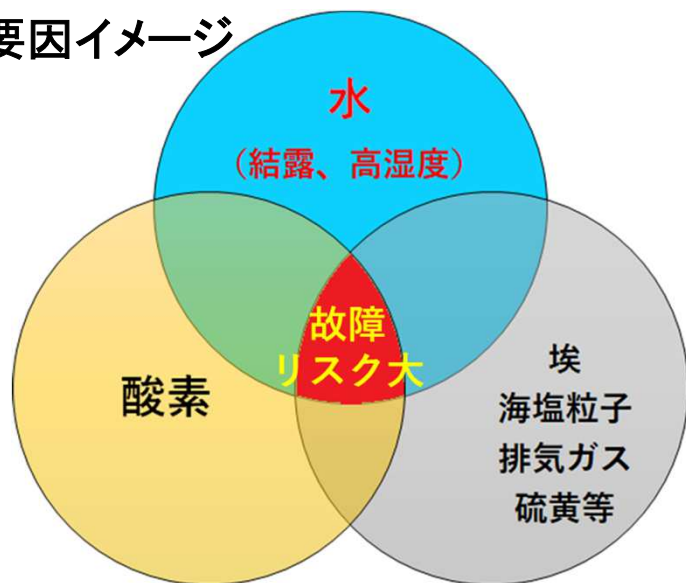 要因イメージ
水
（結露、高湿度）
故障
リスク大
酸素
埃
海塩粒子
排気ガス
硫黄等